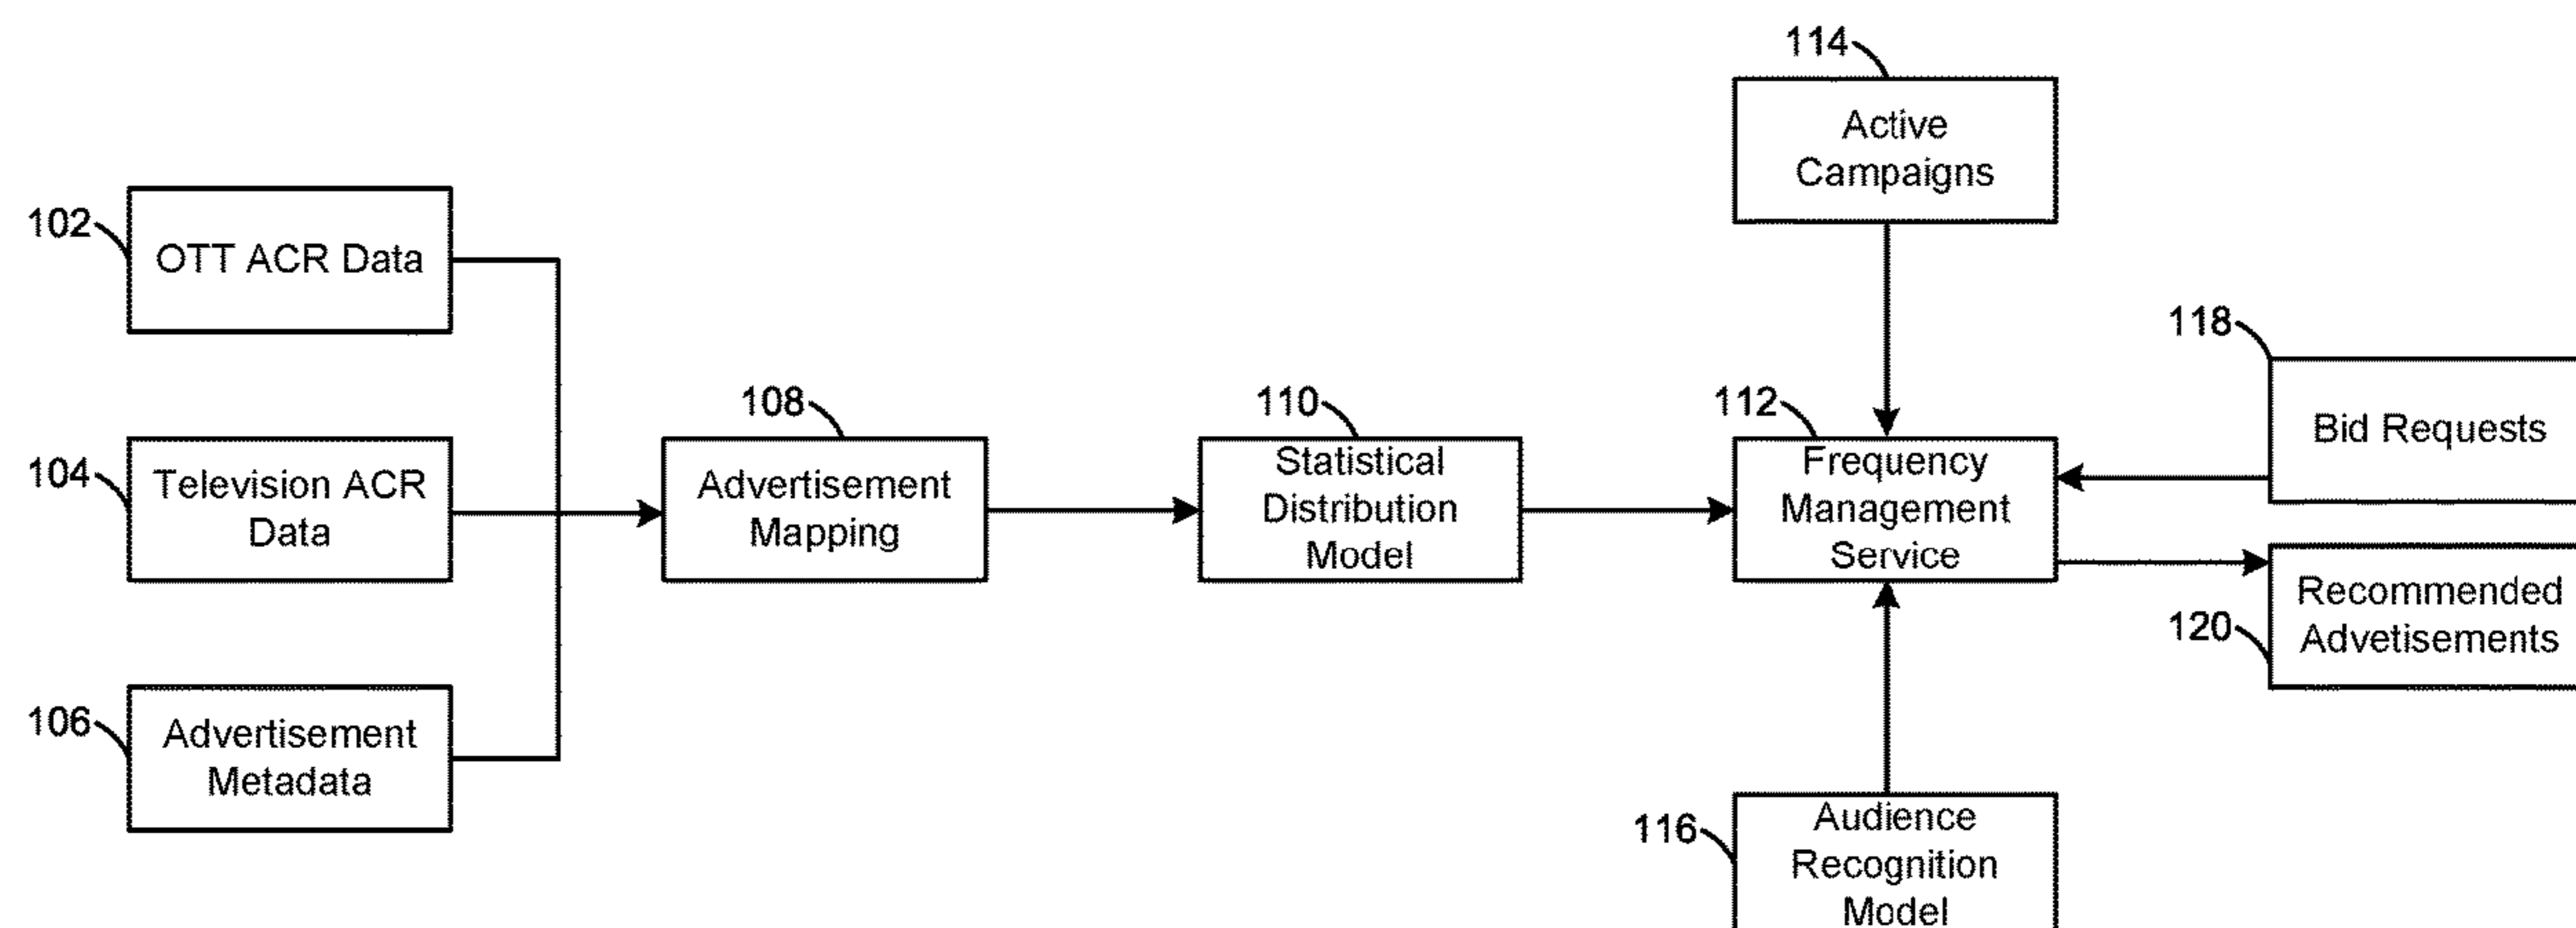 114
Active
Campaigns
102
OTT ACR Data
118
Bid Requests
108
110
112
104
Television ACR
Data
Advertisement
Mapping
Statistical
Distribution
Model
Frequency
Management
Service
Recommended
Advetisements
120
106
Advertisement
Metadata
116
Audience
Recognition
Model